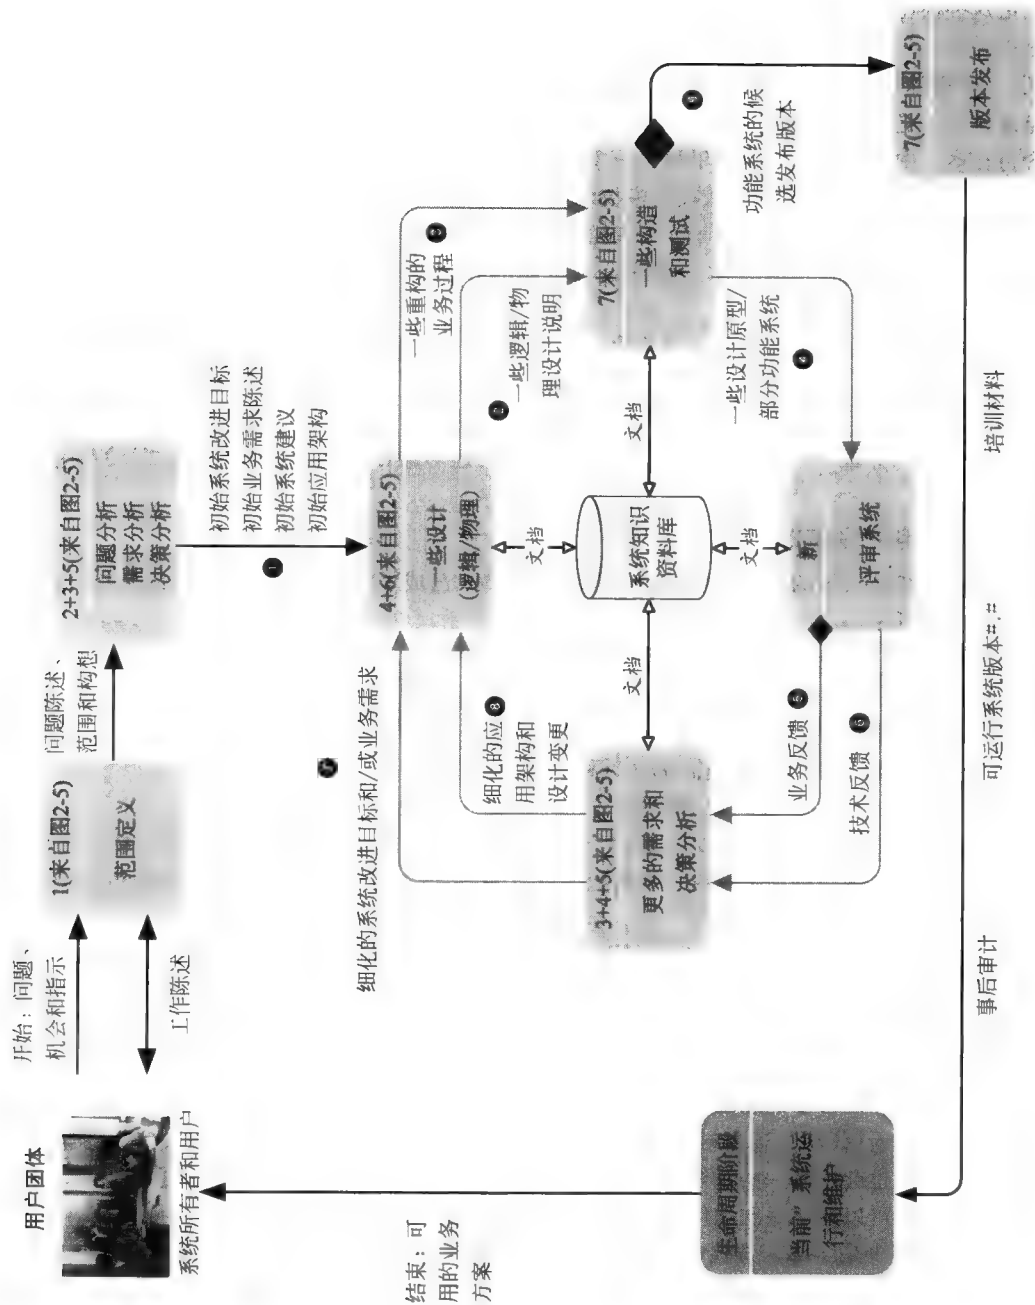 用户团体
系统所有者和用户
开始：问题、
机会和指示
工作陈述
1(来自图2-5)
范围定义
问题陈述、
范围和构想
2+3+5(来自图2-5)
问题分析
需求分析
决策分析
初始系统改进目标
初始业务需求陈述
初始系统建议
初始应用架构
1
4+6(来自图2-5)
一些设计
(逻辑/物理)
一些重构的
业务过程
3
2
一些逻辑/物
理设计说明
7(来自图2-5)
一些构造
和测试
9
功能系统的候
选发布版本
7(来自图2-5)
版本发布
一些设计原型/
部分功能系统
4
新
评审系统
业务反馈
5
技术反馈
6
3+4+5(来自图2-5)
更多的需求和
决策分析
细化的系统改进目标和/或业务需求
8
细化的应
用架构和
设计变更
系统知识
资料库
文档
文档
文档
文档
培训材料
可运行系统版本#.#
事后审计
生命周期阶段
当前”系统运
行和维护
结束：可
用的业务
方案